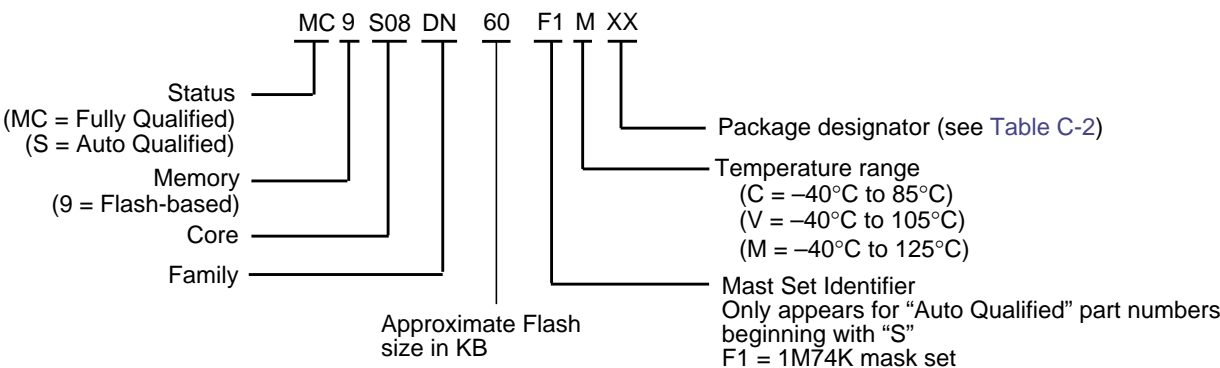 MC 9 S08 DN 60 F1 M XX
Status
(MC = Fully Qualified)
(S = Auto Qualified)
Memory
(9 = Flash-based)
Core
Family
Approximate Flash
size in KB
Package designator (see Table C-2)
Temperature range
(C = –40°C to 85°C)
(V = –40°C to 105°C)
(M = –40°C to 125°C)
Mast Set Identifier
Only appears for “Auto Qualified” part numbers
beginning with “S”
F1 = 1M74K mask set